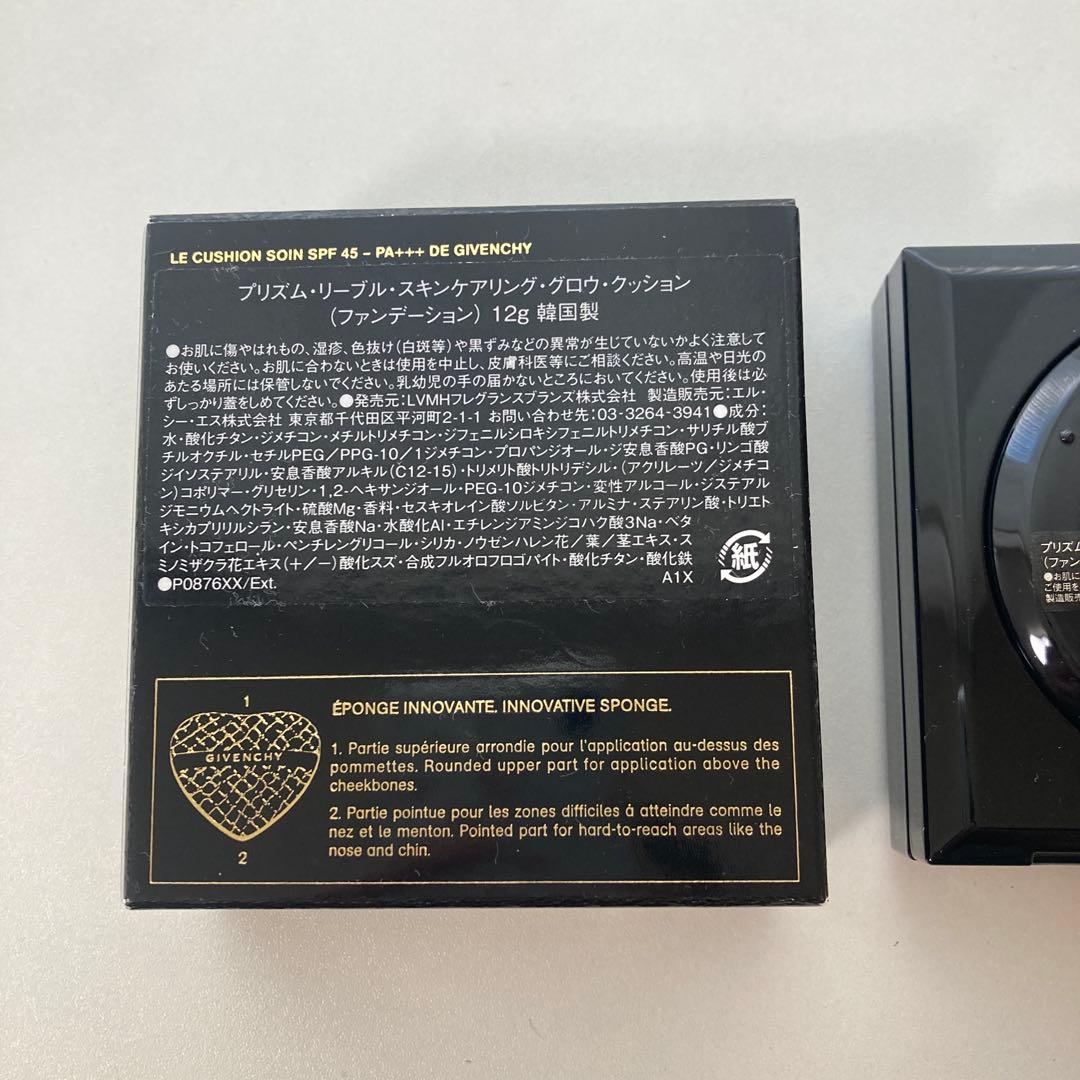 LE CUSHION SOIN SPF 45 – PA+++ DE GIVENCHY
プリズム・リーブル・スキンケアリング・グロウ・クッション
(ファンデーション) 12g 韓国製
●お肌に傷やはれもの、湿疹、色抜け(白斑等)や黒ずみなどの異常が生じていないかよく注意して
お使いください。お肌に合わないときは使用を中止し、皮膚科医等にご相談ください。高温や日光の
あたる場所には保管しないでください。乳幼児の手の届かないところにおいてください。使用後は必
ずしっかり蓋をしめてください。●発売元:LVMHフレグランスブランズ株式会社 製造販売元:エル・
シー・エス株式会社 東京都千代田区平河町2-1-1 お問い合わせ先:03-3264-3941●成分:
水・酸化チタン・ジメチコン・メチルトリメチコン・ジフェニルシロキシフェニルトリメチコン・サリチル酸ブ
チルオクチル・セチルPEG/PPG-10/1ジメチコン・プロパンジオール・ジ安息香酸PG・リンゴ酸
ジイソステアリル・安息香酸アルキル(C12-15)・トリメリト酸トリトリデシル・(アクリレーツ/ジメチコ
ン)コポリマー・グリセリン・1,2-ヘキサンジオール・PEG-10ジメチコン・変性アルコール・ジステアル
ジモニウムヘクトライト・硫酸Mg・香料・セスキオレイン酸ソルビタン・アルミナ・ステアリン酸・トリエト
キシカプリリルシラン・安息香酸Na・水酸化Al・エチレンジアミンジコハク酸3Na・ベタ
イン・トコフェロール・ペンチレングリコール・シリカ・ノウゼンハレン花/葉/茎エキス・ス
ミノミザクラ花エキス(+/−)酸化スズ・合成フルオロフロゴパイト・酸化チタン・酸化鉄
●P0876XX/Ext. A1X
紙
1
GIVENCHY
2
ÉPONGE INNOVANTE. INNOVATIVE SPONGE.
1. Partie supérieure arrondie pour l'application au-dessus des
pommettes. Rounded upper part for application above the
cheekbones.
2. Partie pointue pour les zones difficiles à atteindre comme le
nez et le menton. Pointed part for hard-to-reach areas like the
nose and chin.
プリズム
(ファン
●お肌に
ご使用を
製造販売